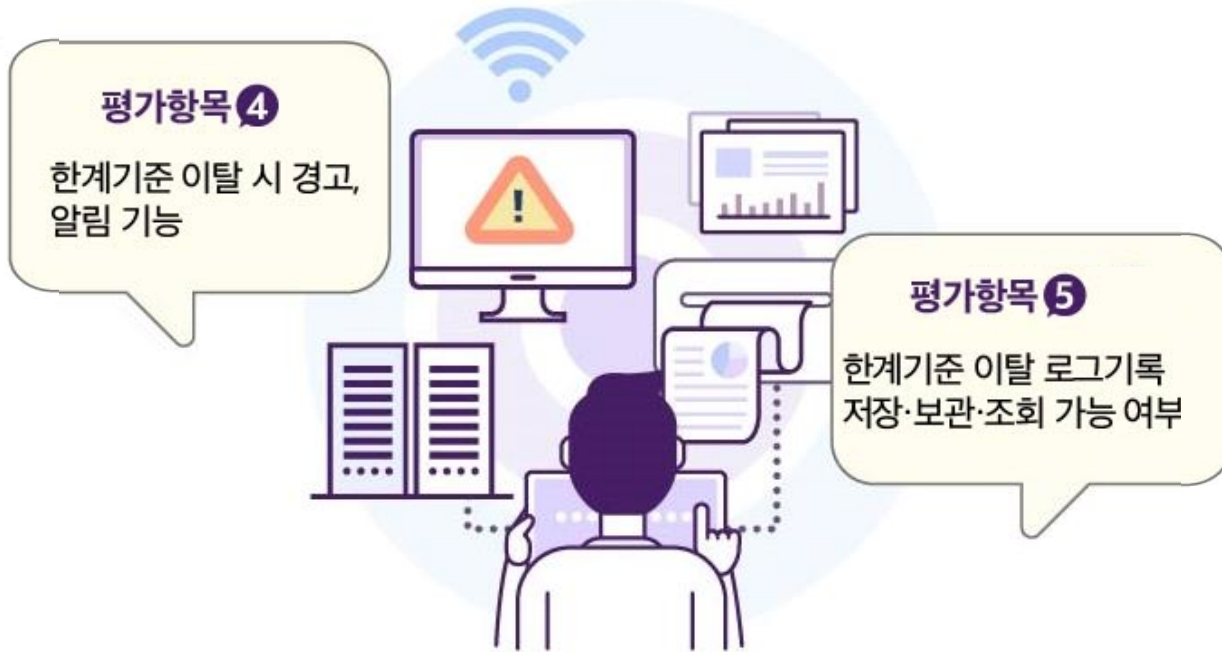 평가항목 4
한계기준 이탈 시 경고,
알림 기능
!
평가항목 5
한계기준 이탈 로그기록
저장·보관·조회 가능 여부